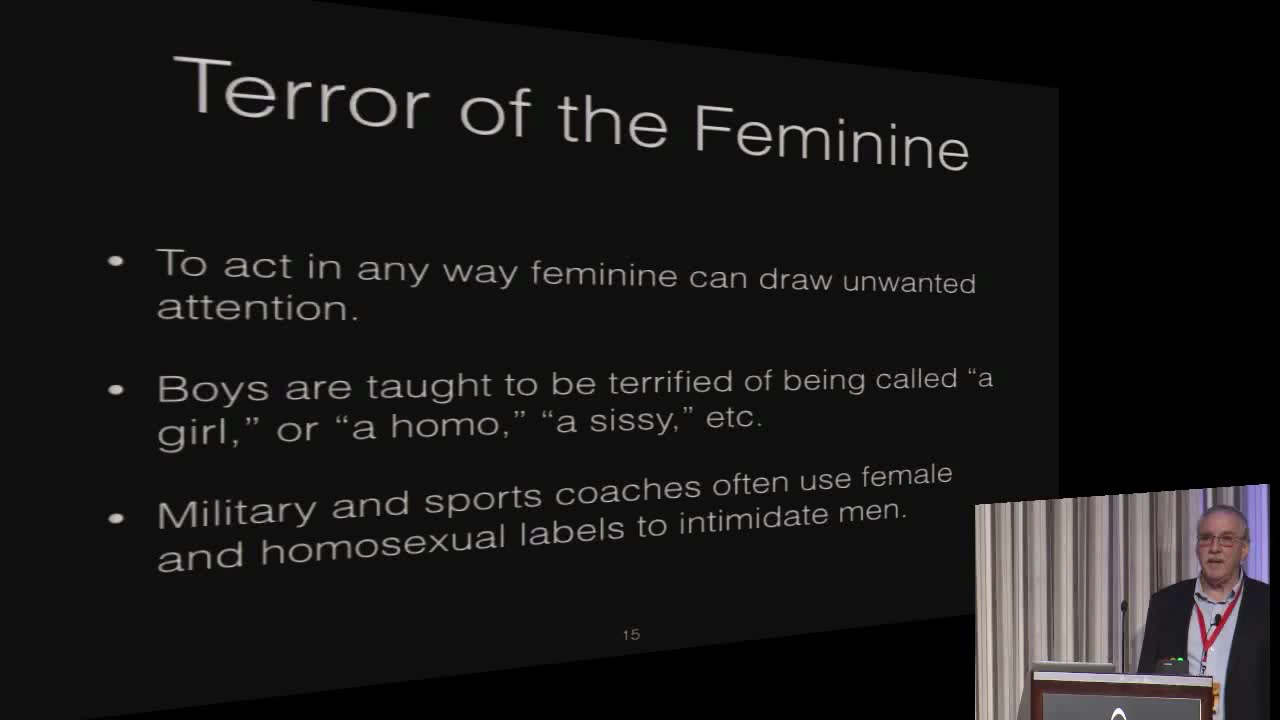 Terror of the Feminine
• To act in any way feminine can draw unwanted
attention.
• Boys are taught to be terrified of being called “a
girl,” or “a homo,” “a sissy,” etc.
• Military and sports coaches often use female
and homosexual labels to intimidate men.
15